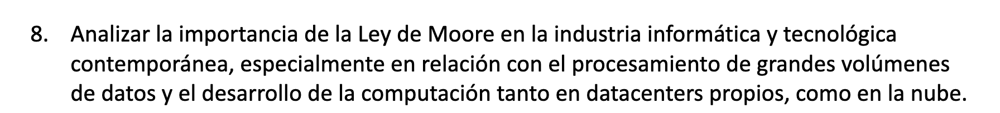 8. Analizar la importancia de la Ley de Moore en la industria informática y tecnológica
contemporánea, especialmente en relación con el procesamiento de grandes volúmenes
de datos y el desarrollo de la computación tanto en datacenters propios, como en la nube.